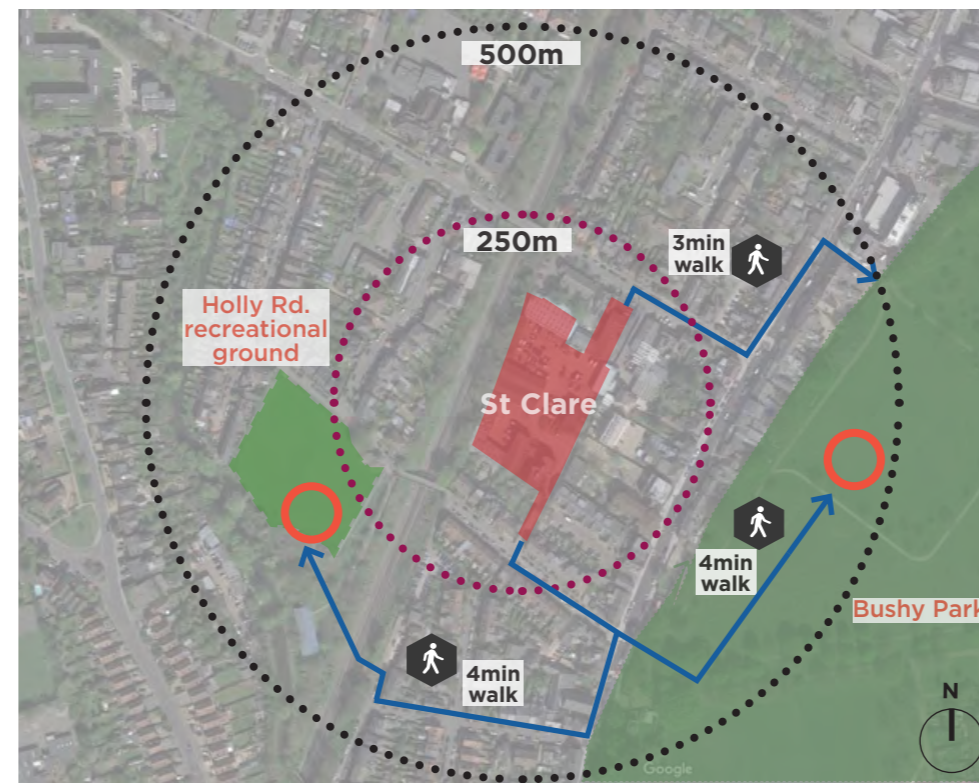 500m
250m
3min
walk
Holly Rd.
recreational
ground
St Clare
4min
walk
Bushy Park
4min
walk
N
Google